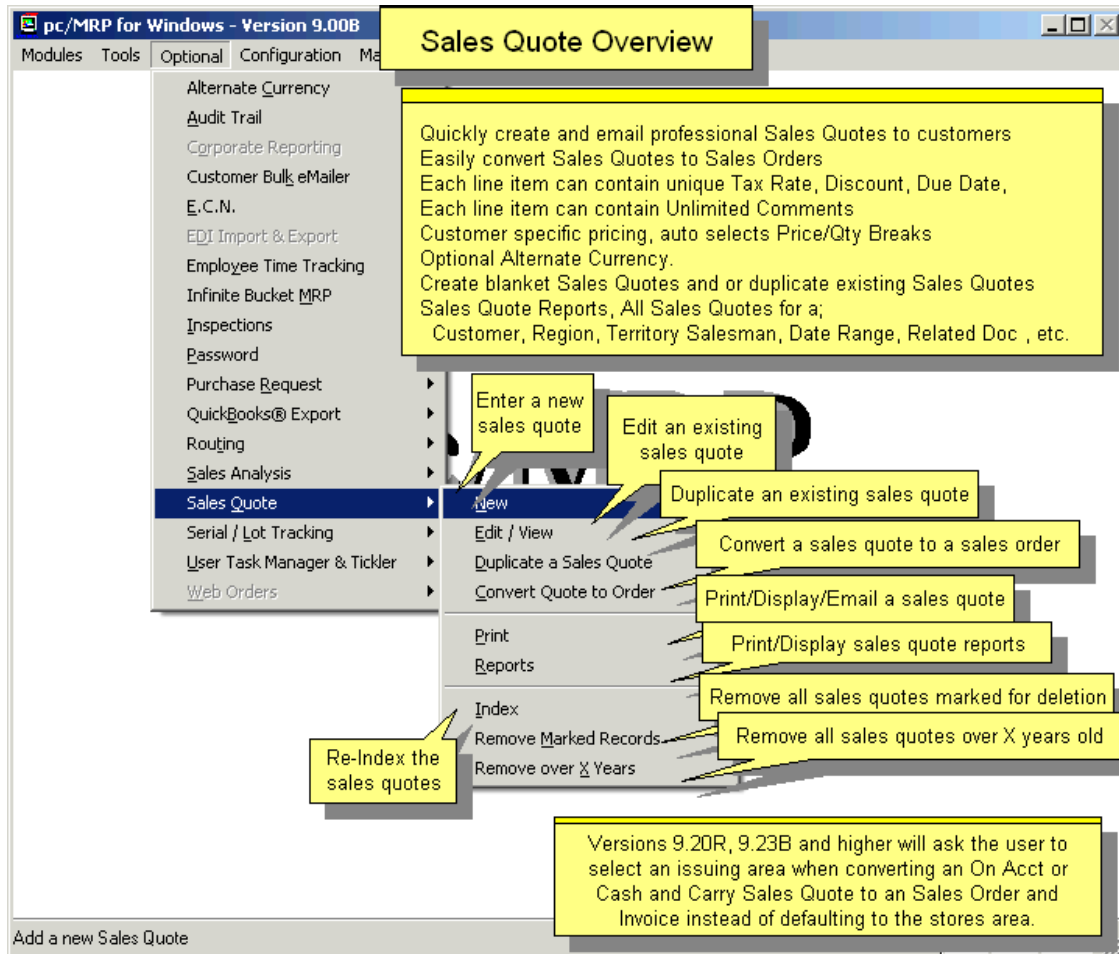 pc/MRP for Windows - Version 9.00B
Sales Quote Overview
Modules Tools Optional Configuration
Alternate Currency
Audit Trail
Corporate Reporting
Customer Bulk eMailer
E.C.N.
EDI Import & Export
Employee Time Tracking
Infinite Bucket MRP
Inspections
Password
Purchase Request
QuickBooks® Export
Routing
Sales Analysis
Sales Quote
Serial / Lot Tracking
User Task Manager & Tickler
Web Orders
Quickly create and email professional Sales Quotes to customers
Easily convert Sales Quotes to Sales Orders
Each line item can contain unique Tax Rate, Discount, Due Date,
Each line item can contain Unlimited Comments
Customer specific pricing, auto selects Price/Qty Breaks
Optional Alternate Currency.
Create blanket Sales Quotes and or duplicate existing Sales Quotes
Sales Quote Reports, All Sales Quotes for a;
Customer, Region, Territory Salesman, Date Range, Related Doc , etc.
Enter a new
sales quote
Edit an existing
sales quote
Duplicate an existing sales quote
Convert a sales quote to a sales order
Print/Display/Email a sales quote
Print/Display sales quote reports
Remove all sales quotes marked for deletion
Remove all sales quotes over X years old
New
Edit / View
Duplicate a Sales Quote
Convert Quote to Order
Print
Reports
Index
Remove Marked Records
Remove over X Years
Re-Index the
sales quotes
Versions 9.20R, 9.23B and higher will ask the user to
select an issuing area when converting an On Acct or
Cash and Carry Sales Quote to an Sales Order and
Invoice instead of defaulting to the stores area.
Add a new Sales Quote